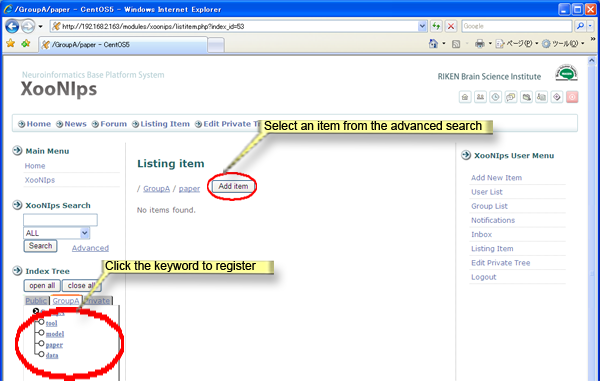 /GroupA/paper - CentOS5 - Windows Internet Explorer
http://192.168.2.163/modules/xoonips/listitem.php?index_id=53
Google
/GroupA/paper - CentOS5
ページ(P)
ツール(O)
Neuroinformatics Base Platform System
XooNIps
RIKEN Brain Science Institute
Home
News
Forum
Listing Item
Edit Private Tree
Select an item from the advanced search
Main Menu
Home
XooNIps
XooNIps Search
ALL
Search
Advanced
Index Tree
open all
close all
Public
GroupA
Private
tool
model
paper
data
Click the keyword to register
Listing item
/ GroupA / paper
Add item
No items found.
XooNIps User Menu
Add New Item
User List
Group List
Notifications
Inbox
Listing Item
Edit Private Tree
Logout